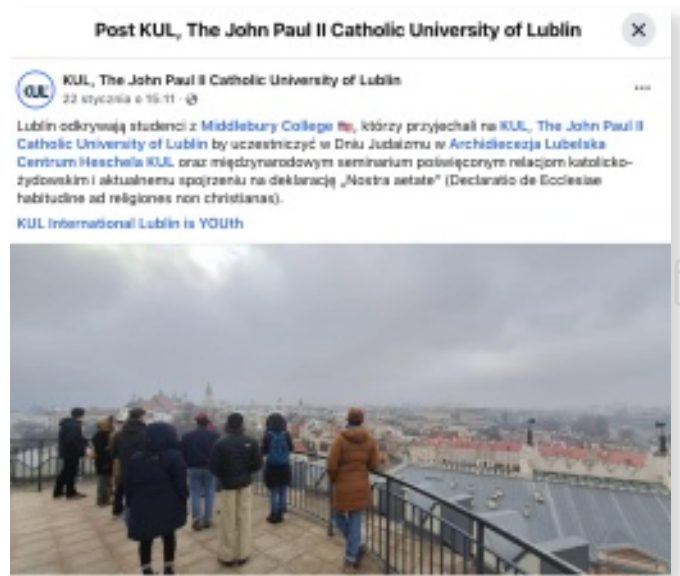 Post KUL, The John Paul II Catholic University of Lublin
KUL
KUL, The John Paul II Catholic University of Lublin
22 stycznia o 15:11 ·
Lublin odkrywają studenci z Middlebury College 🇺🇸, którzy przyjechali na KUL, The John Paul II
Catholic University of Lublin by uczestniczyć w Dniu Judaizmu w Archidiecezja Lubelska
Centrum Heschela KUL oraz międzynarodowym seminarium poświęconym relacjom katolicko-
żydowskim i aktualnemu spojrzeniu na deklarację „Nostra aetate" (Declaratio de Ecclesiae
habitudine ad religiones non christianas).
KUL International Lublin is YOUth